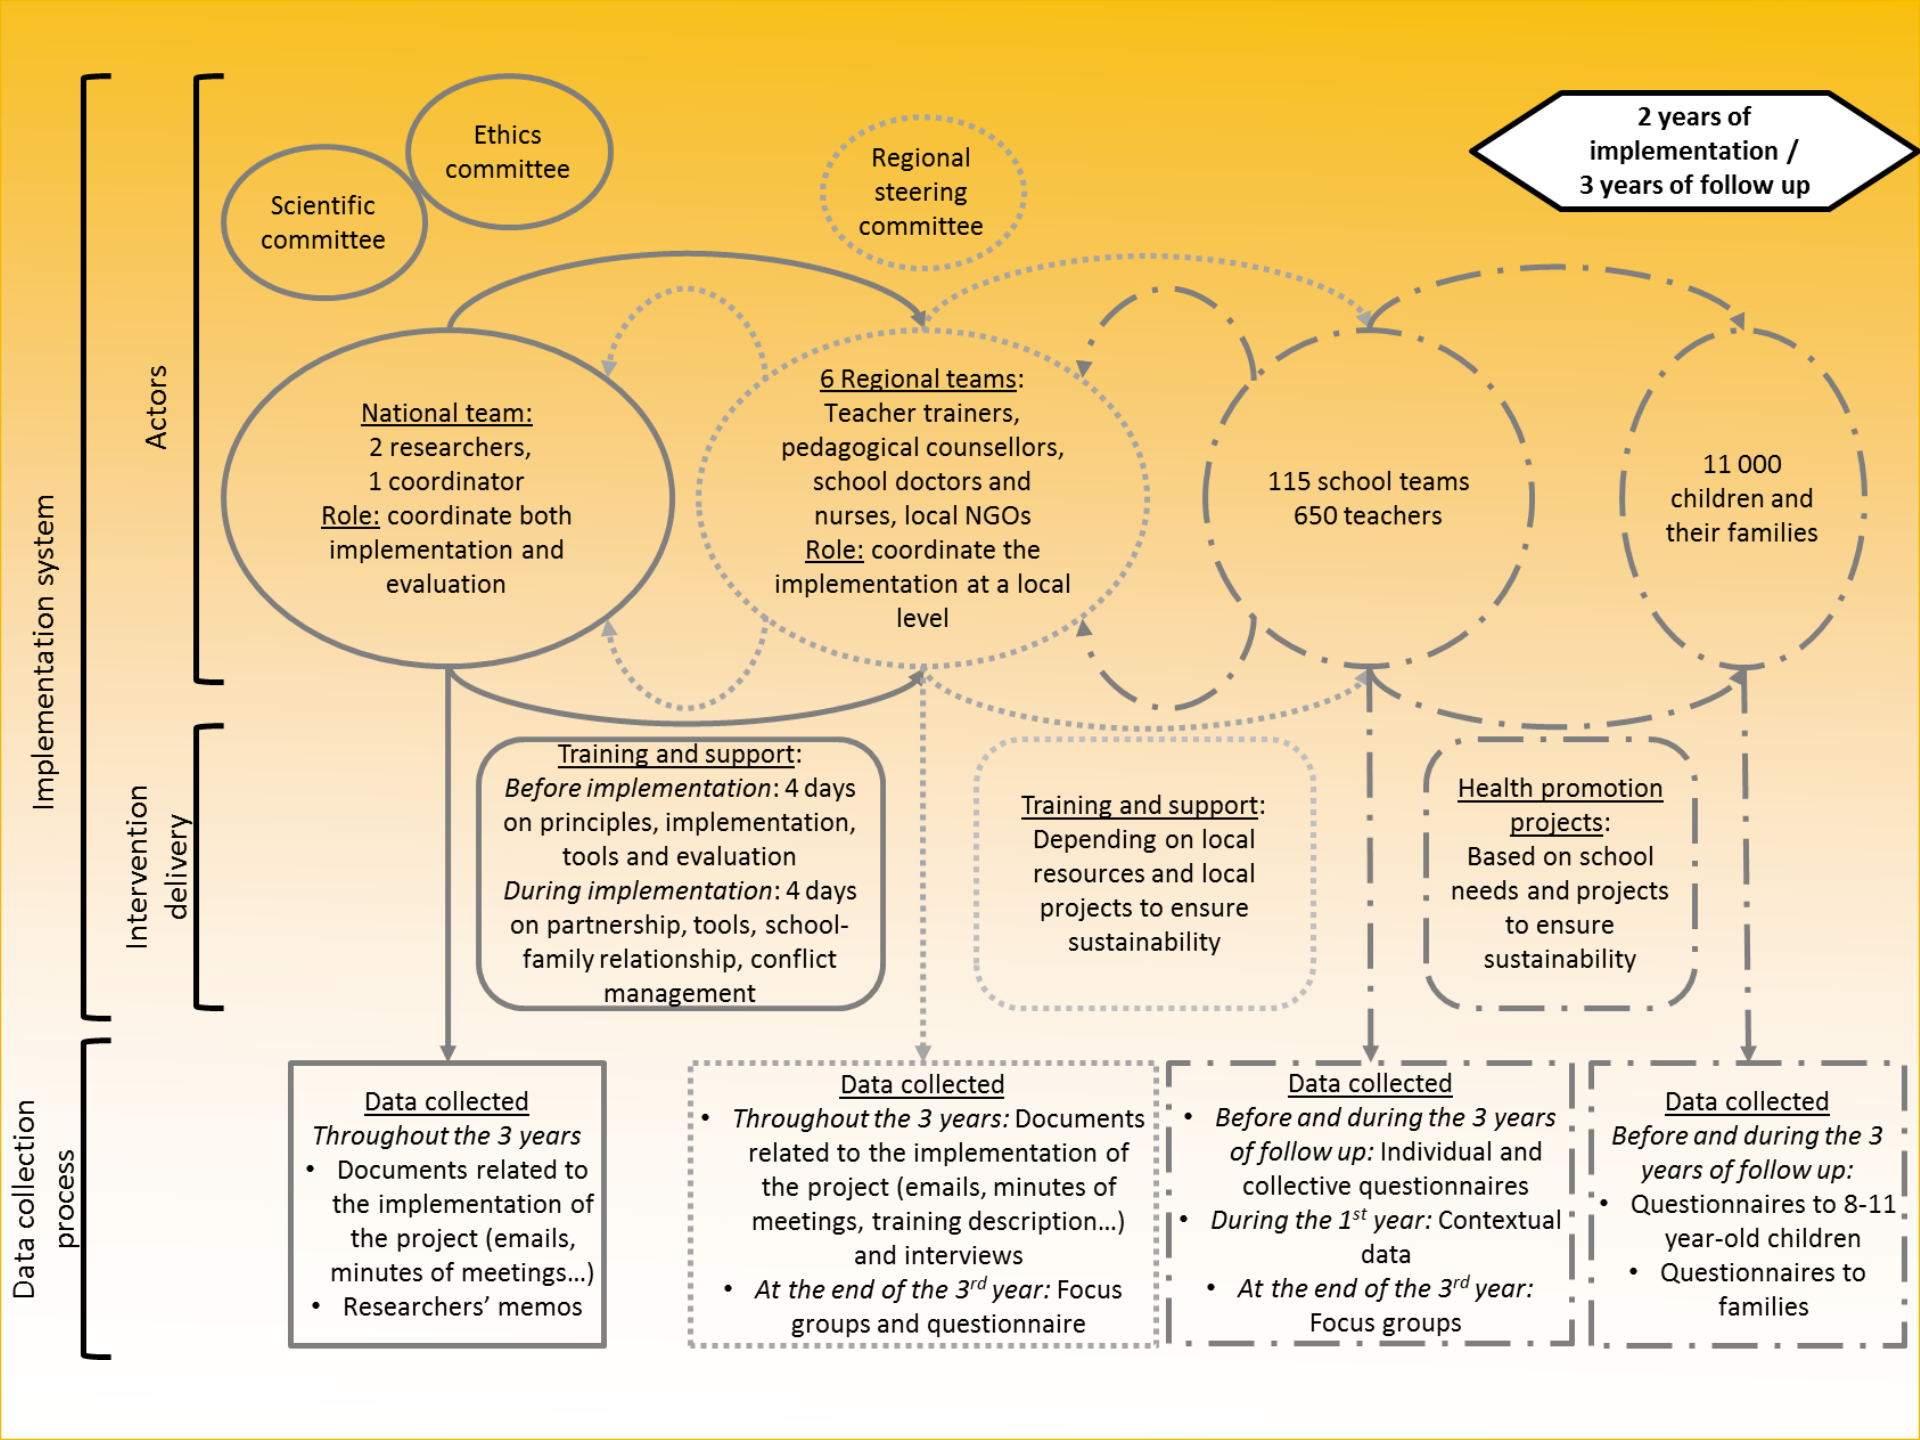 Implementation system
Actors
Intervention
delivery
Data collection
process
Scientific
committee
Ethics
committee
Regional
steering
committee
2 years of
implementation /
3 years of follow up
National team:
2 researchers,
1 coordinator
Role: coordinate both
implementation and
evaluation
6 Regional teams:
Teacher trainers,
pedagogical counsellors,
school doctors and
nurses, local NGOs
Role: coordinate the
implementation at a local
level
115 school teams
650 teachers
11 000
children and
their families
Training and support:
Before implementation: 4 days
on principles, implementation,
tools and evaluation
During implementation: 4 days
on partnership, tools, school-
family relationship, conflict
management
Training and support:
Depending on local
resources and local
projects to ensure
sustainability
Health promotion
projects:
Based on school
needs and projects
to ensure
sustainability
Data collected
Throughout the 3 years
• Documents related to
the implementation of
the project (emails,
minutes of meetings...)
• Researchers’ memos
Data collected
• Throughout the 3 years: Documents
related to the implementation of
the project (emails, minutes of
meetings, training description...)
and interviews
• At the end of the 3rd year: Focus
groups and questionnaire
Data collected
• Before and during the 3 years
of follow up: Individual and
collective questionnaires
• During the 1st year: Contextual
data
• At the end of the 3rd year:
Focus groups
Data collected
Before and during the 3
years of follow up:
• Questionnaires to 8-11
year-old children
• Questionnaires to
families